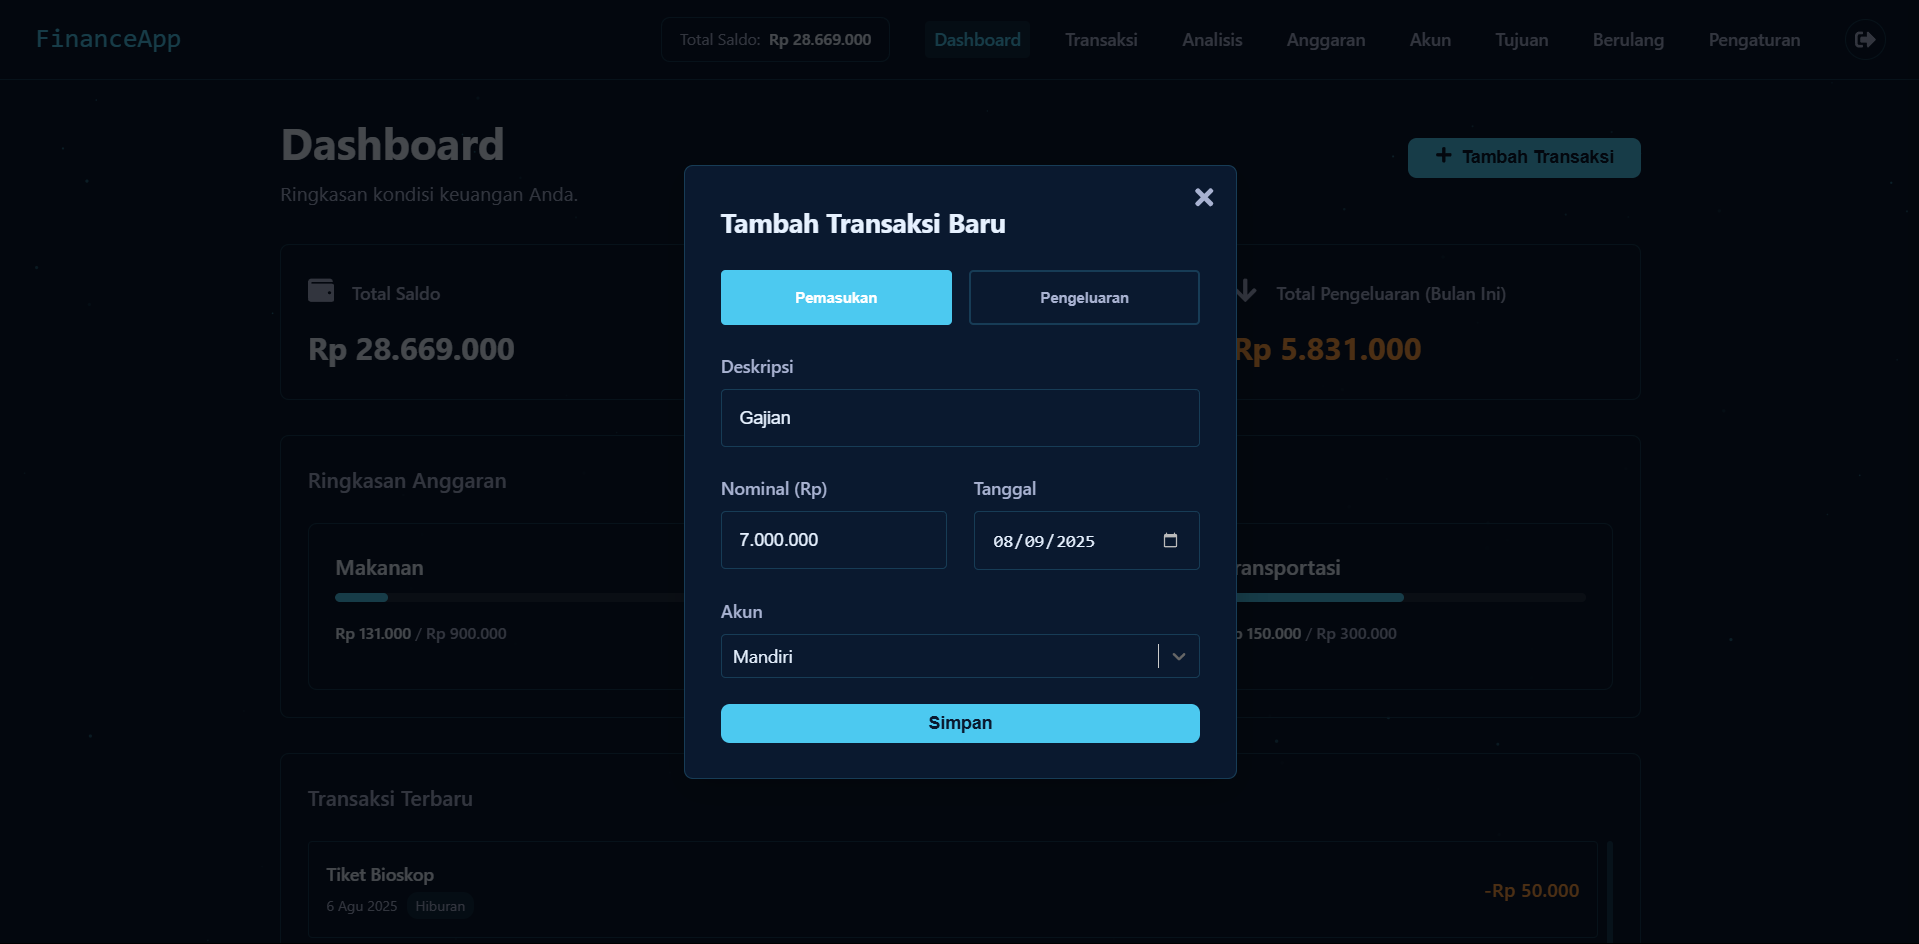 FinanceApp
Total Saldo: Rp 28.669.000
Dashboard
Transaksi
Analisis
Anggaran
Akun
Tujuan
Berulang
Pengaturan
Dashboard
Ringkasan kondisi keuangan Anda.
+ Tambah Transaksi
Total Saldo
Rp 28.669.000
Total Pengeluaran (Bulan Ini)
Rp 5.831.000
Ringkasan Anggaran
Makanan
Rp 131.000 / Rp 900.000
ransportasi
150.000 / Rp 300.000
Transaksi Terbaru
Tiket Bioskop
6 Agu 2025 Hiburan
-Rp 50.000
Tambah Transaksi Baru
Pemasukan
Pengeluaran
Deskripsi
Gajian
Nominal (Rp)
Tanggal
7.000.000
08/09/2025
Akun
Mandiri
Simpan